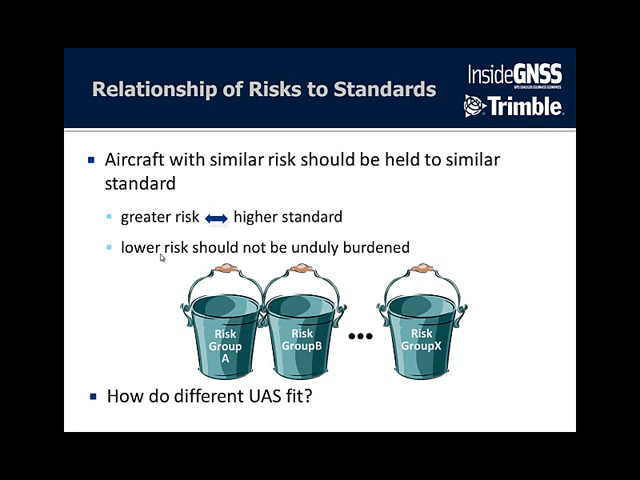 Relationship of Risks to Standards
InsideGNSS
Trimble
Aircraft with similar risk should be held to similar
standard
greater risk higher standard
lower risk should not be unduly burdened
Risk
Group
A
Risk
GroupB
•••
Risk
GroupX
How do different UAS fit?